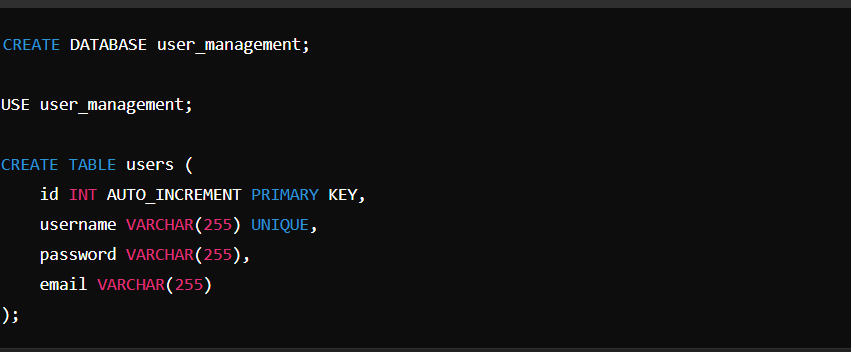 CREATE DATABASE user_management;
USE user_management;
CREATE TABLE users (
    id INT AUTO_INCREMENT PRIMARY KEY,
    username VARCHAR(255) UNIQUE,
    password VARCHAR(255),
    email VARCHAR(255)
);